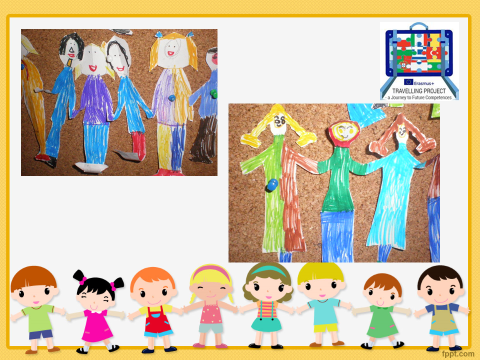 Erasmus+
TRAVELLING PROJECT
a Journey to Future Competences
fppt.com